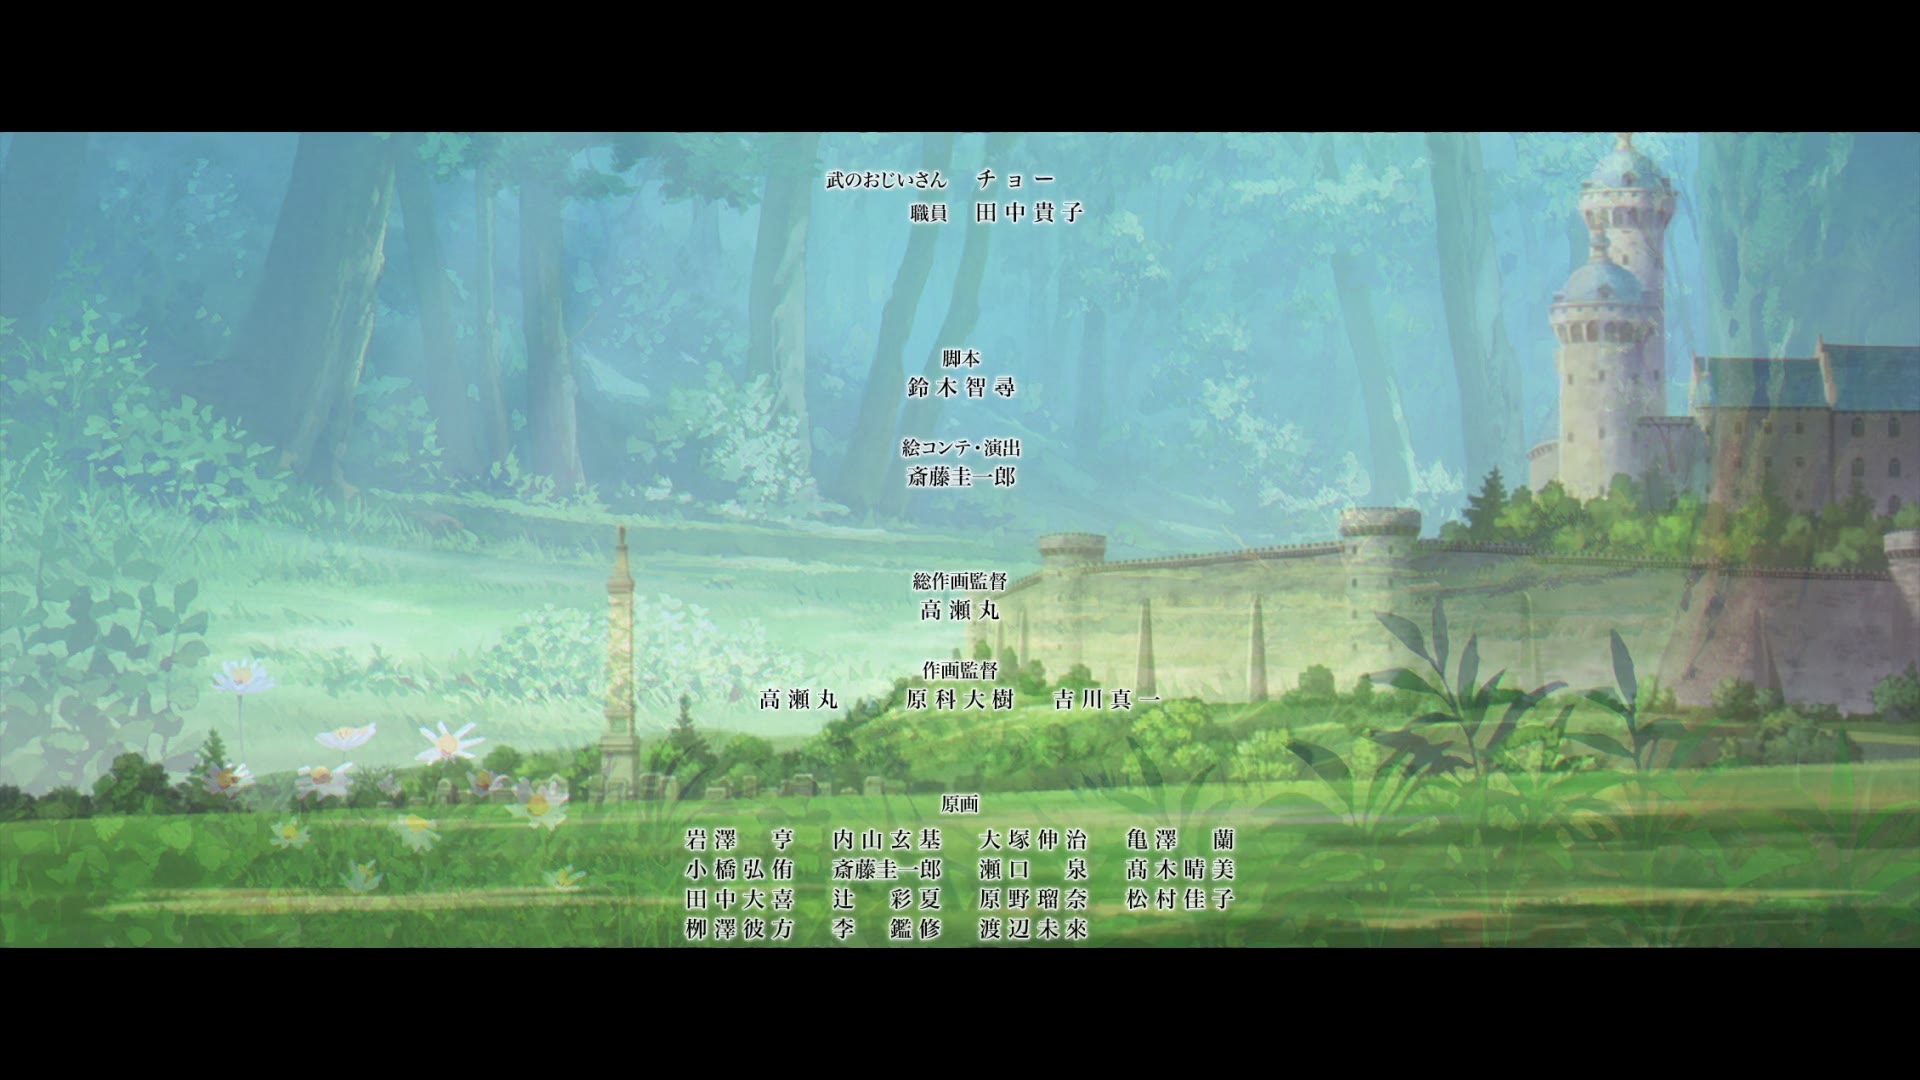 武のおじいさん チョー
職員 田中貴子
脚本
鈴木智尋
絵コンテ・演出
斎藤圭一郎
総作画監督
高瀬丸
作画監督
高瀬丸 原科大樹 吉川真一
原画
岩澤亨 内山玄基 大塚伸治 亀澤蘭
小橋弘侑 斎藤圭一郎 瀬口泉 髙木晴美
田中大喜 辻彩夏 原野瑠奈 松村佳子
栁澤彼方 李鑑修 渡辺未來